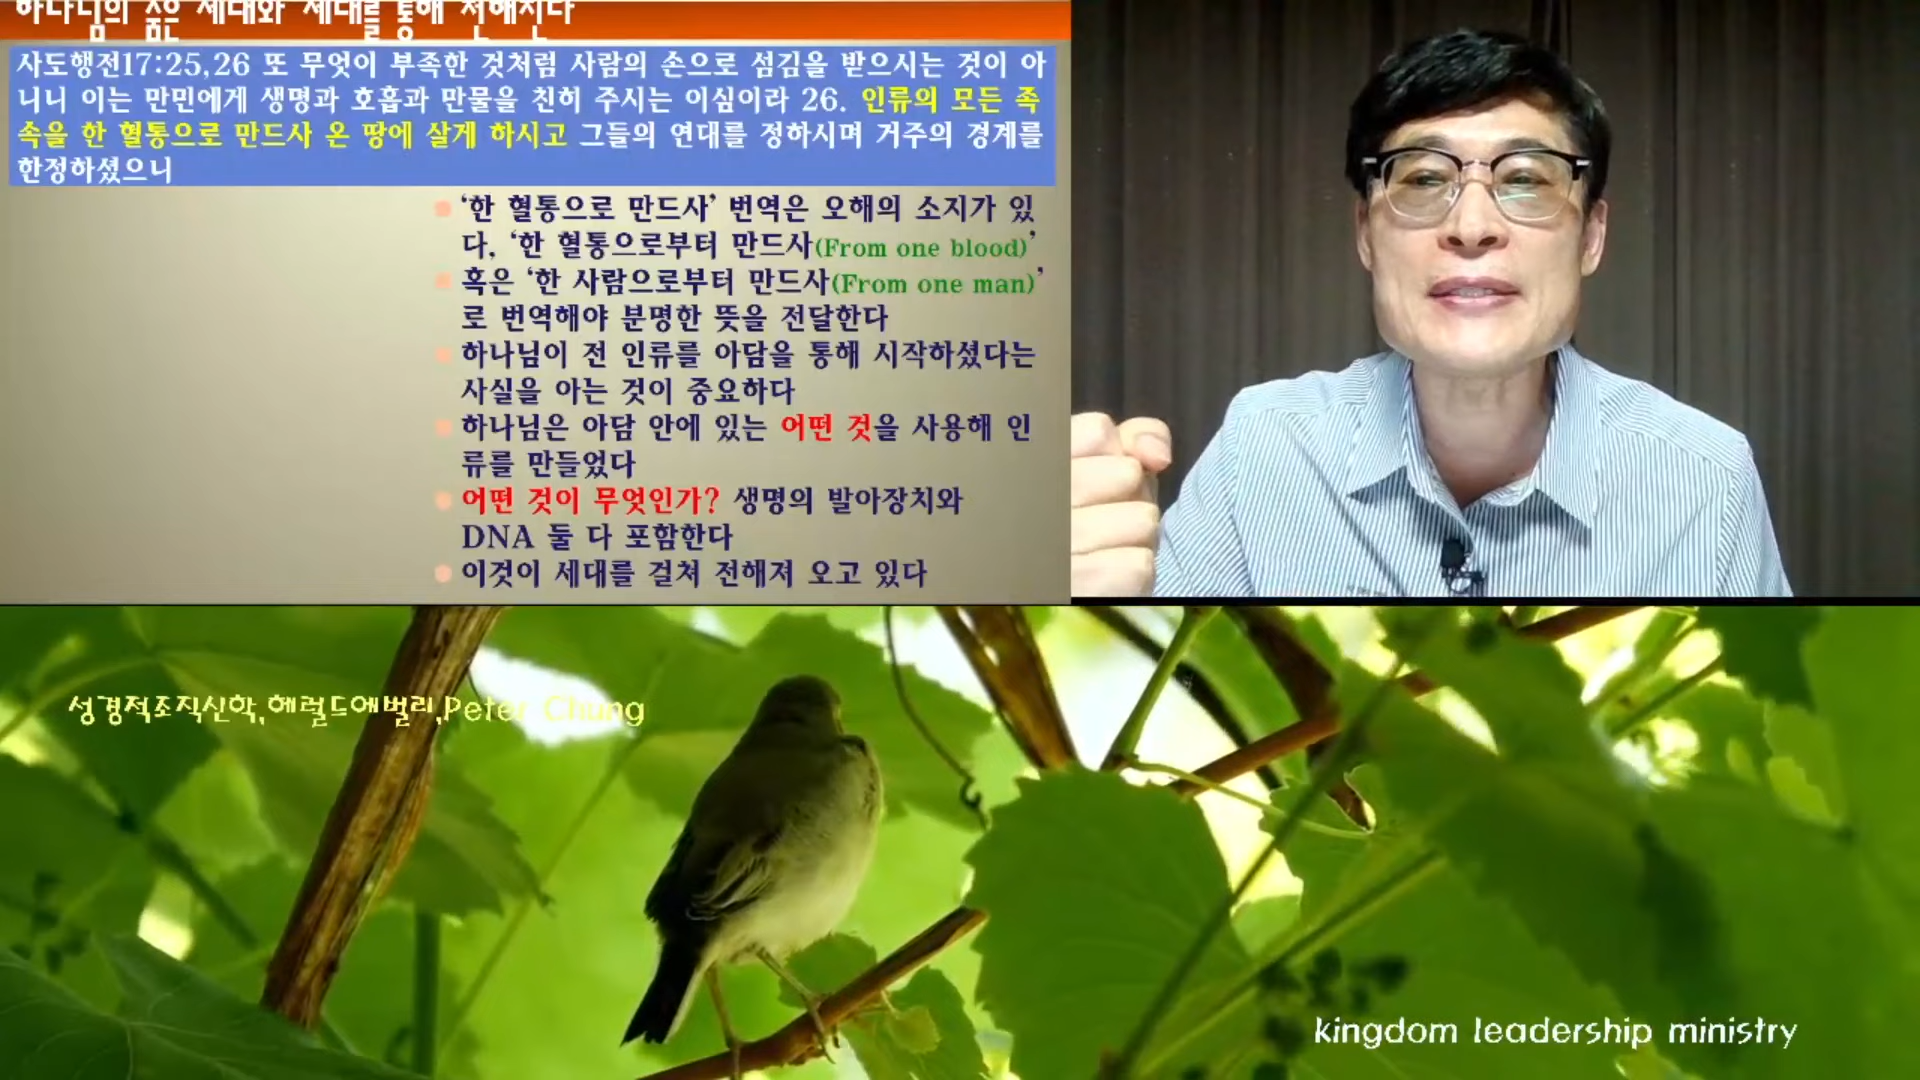 하나님의 숨은 세대와 세대를 통해 전해진다
사도행전17:25,26 또 무엇이 부족한 것처럼 사람의 손으로 섬김을 받으시는 것이 아
니니 이는 만민에게 생명과 호흡과 만물을 친히 주시는 이심이라 26. 인류의 모든 족
속을 한 혈통으로 만드사 온 땅에 살게 하시고 그들의 연대를 정하시며 거주의 경계를
한정하셨으니
‘한 혈통으로 만드사’ 번역은 오해의 소지가 있
다, ‘한 혈통으로부터 만드사(From one blood)’
혹은 ‘한 사람으로부터 만드사(From one man)’
로 번역해야 분명한 뜻을 전달한다
하나님이 전 인류를 아담을 통해 시작하셨다는
사실을 아는 것이 중요하다
하나님은 아담 안에 있는 어떤 것을 사용해 인
류를 만들었다
어떤 것이 무엇인가? 생명의 발아장치와
DNA 둘 다 포함한다
이것이 세대를 걸쳐 전해져 오고 있다
성경적조직신학,헤럴드에벌리,Peter Chung
kingdom leadership ministry